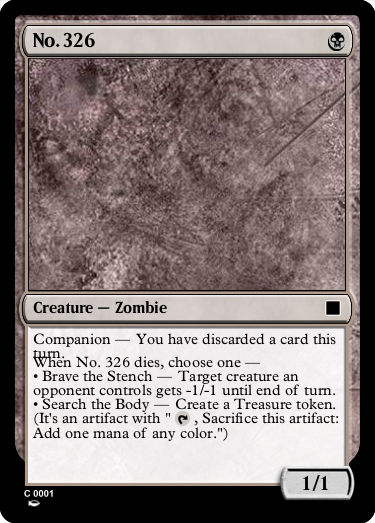 No. 326
Creature — Zombie
Companion — You have discarded a card this
turn.
When No. 326 dies, choose one —
• Brave the Stench — Target creature an
opponent controls gets -1/-1 until end of turn.
• Search the Body — Create a Treasure token.
(It's an artifact with " , Sacrifice this artifact:
Add one mana of any color.")
1/1
C 0001